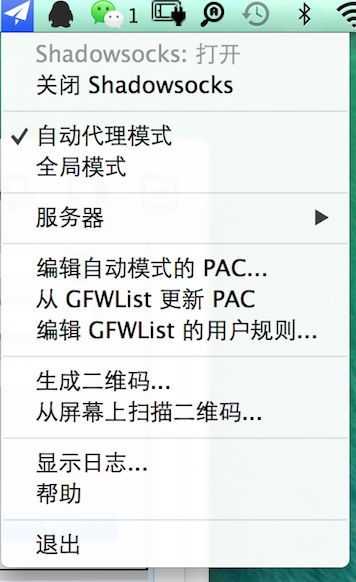 1
Shadowsocks: 打开
关闭 Shadowsocks
自动代理模式
全局模式
服务器
编辑自动模式的 PAC...
从 GFWList 更新 PAC
编辑 GFWList 的用户规则...
生成二维码...
从屏幕上扫描二维码...
显示日志...
帮助
退出